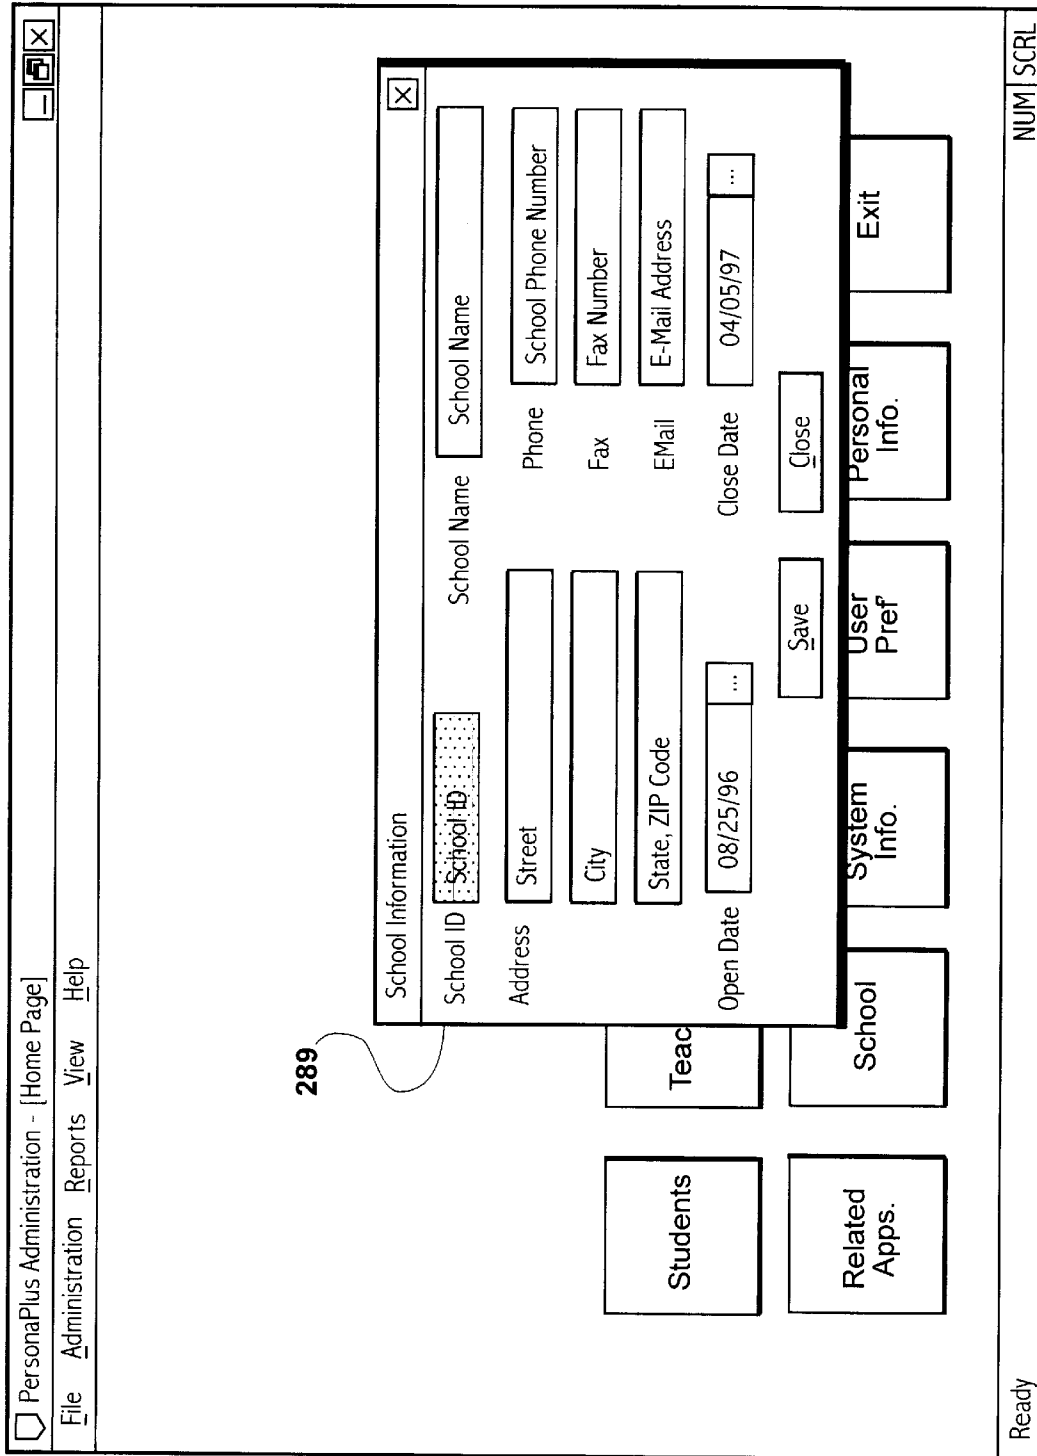 PersonaPlus Administration - [Home Page]
File Administration Reports View Help
289
School Information
School ID School ID School Name School Name
Address Street Phone School Phone Number
City Fax Fax Number
State, ZIP Code EMail E-Mail Address
Open Date 08/25/96 ... Close Date 04/05/97 ...
Save Close
Students Teac
Related Apps. School System Info. User Pref' Personal Info. Exit
Ready NUM SCRL